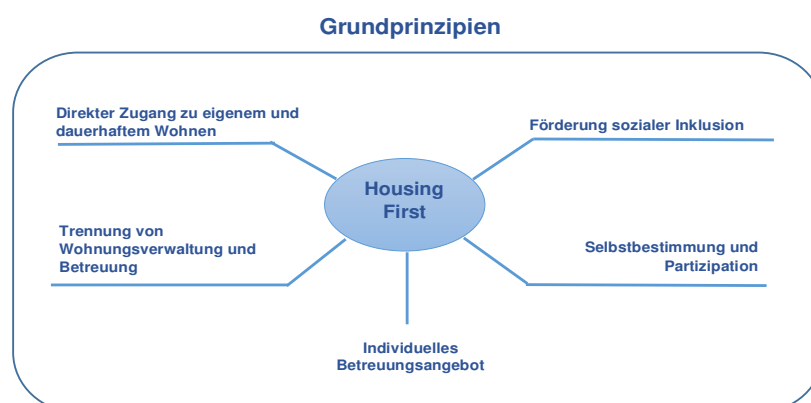 Grundprinzipien
Direkter Zugang zu eigenem und
dauerhaftem Wohnen
Förderung sozialer Inklusion
Housing
First
Trennung von
Wohnungsverwaltung und
Betreuung
Selbstbestimmung und
Partizipation
Individuelles
Betreuungsangebot